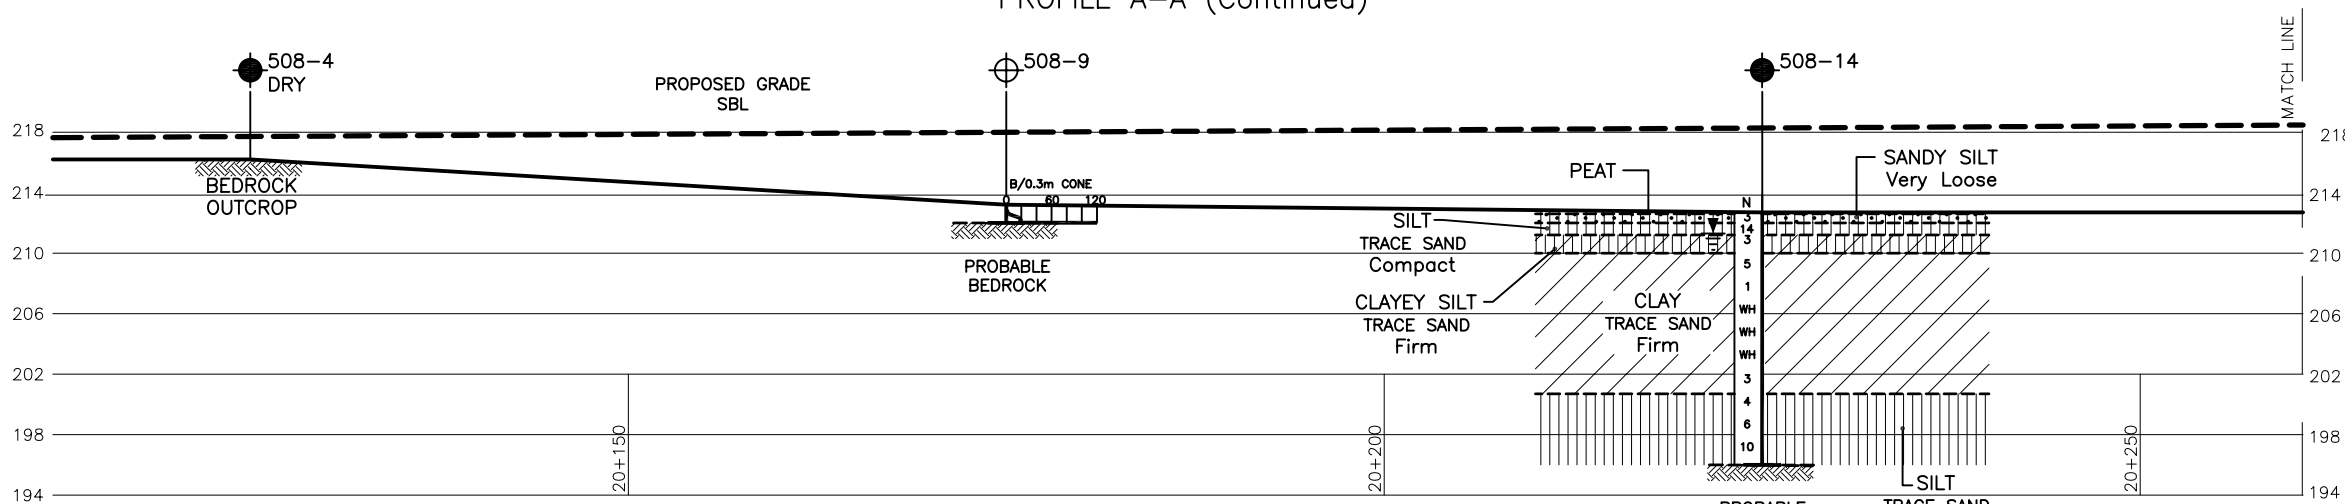 PROFILE A-A (Continued)
508-4
DRY
508-9
508-14
MATCH LINE
PROPOSED GRADE
SBL
218
218
SANDY SILT
Very Loose
PEAT
BEDROCK
OUTCROP
B/0.3m CONE
0 60 120
214
214
N
3
14
3
5
1
WH
WH
WH
3
4
6
10
SILT
TRACE SAND
Compact
210
210
PROBABLE
BEDROCK
CLAYEY SILT
TRACE SAND
Firm
CLAY
TRACE SAND
Firm
206
206
202
202
198
198
20+150
20+200
20+250
194
194
SILT
TRACE SAND
PROBABLE